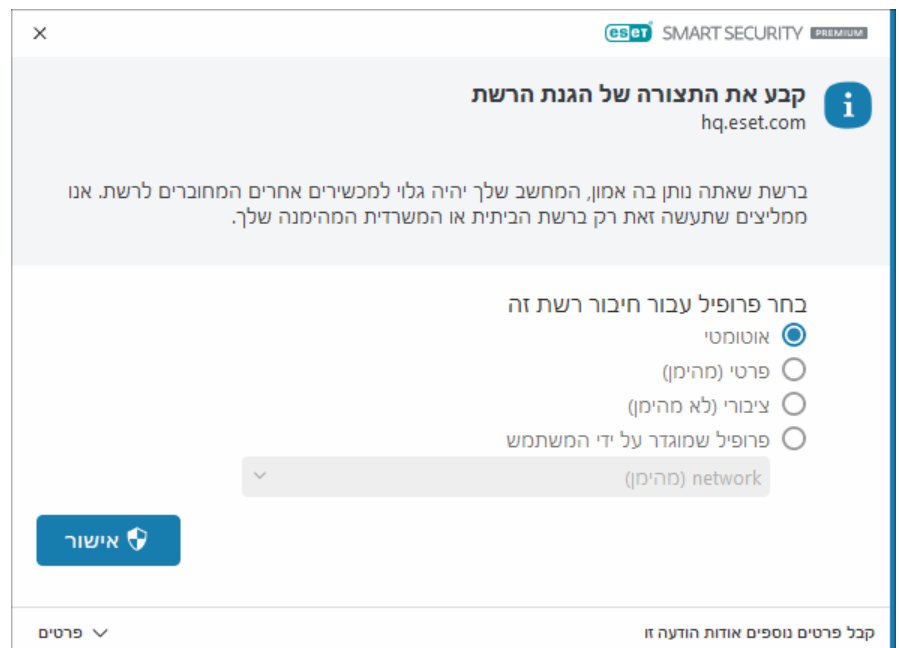 eset SMART SECURITY PREMIUM
קבע את התצורה של הגנת הרשת
hq.eset.com
ברשת שאתה נותן בה אמון, המחשב שלך יהיה גלוי למכשירים אחרים המחוברים לרשת. אנו
ממליצים שתעשה זאת רק ברשת הביתית או המשרדית המהימנה שלך.
בחר פרופיל עבור חיבור רשת זה
אוטומטי
פרטי (מהימן)
ציבורי (לא מהימן)
פרופיל שמוגדר על ידי המשתמש
network (מהימן)
אישור
קבל פרטים נוספים אודות הודעה זו
פרטים